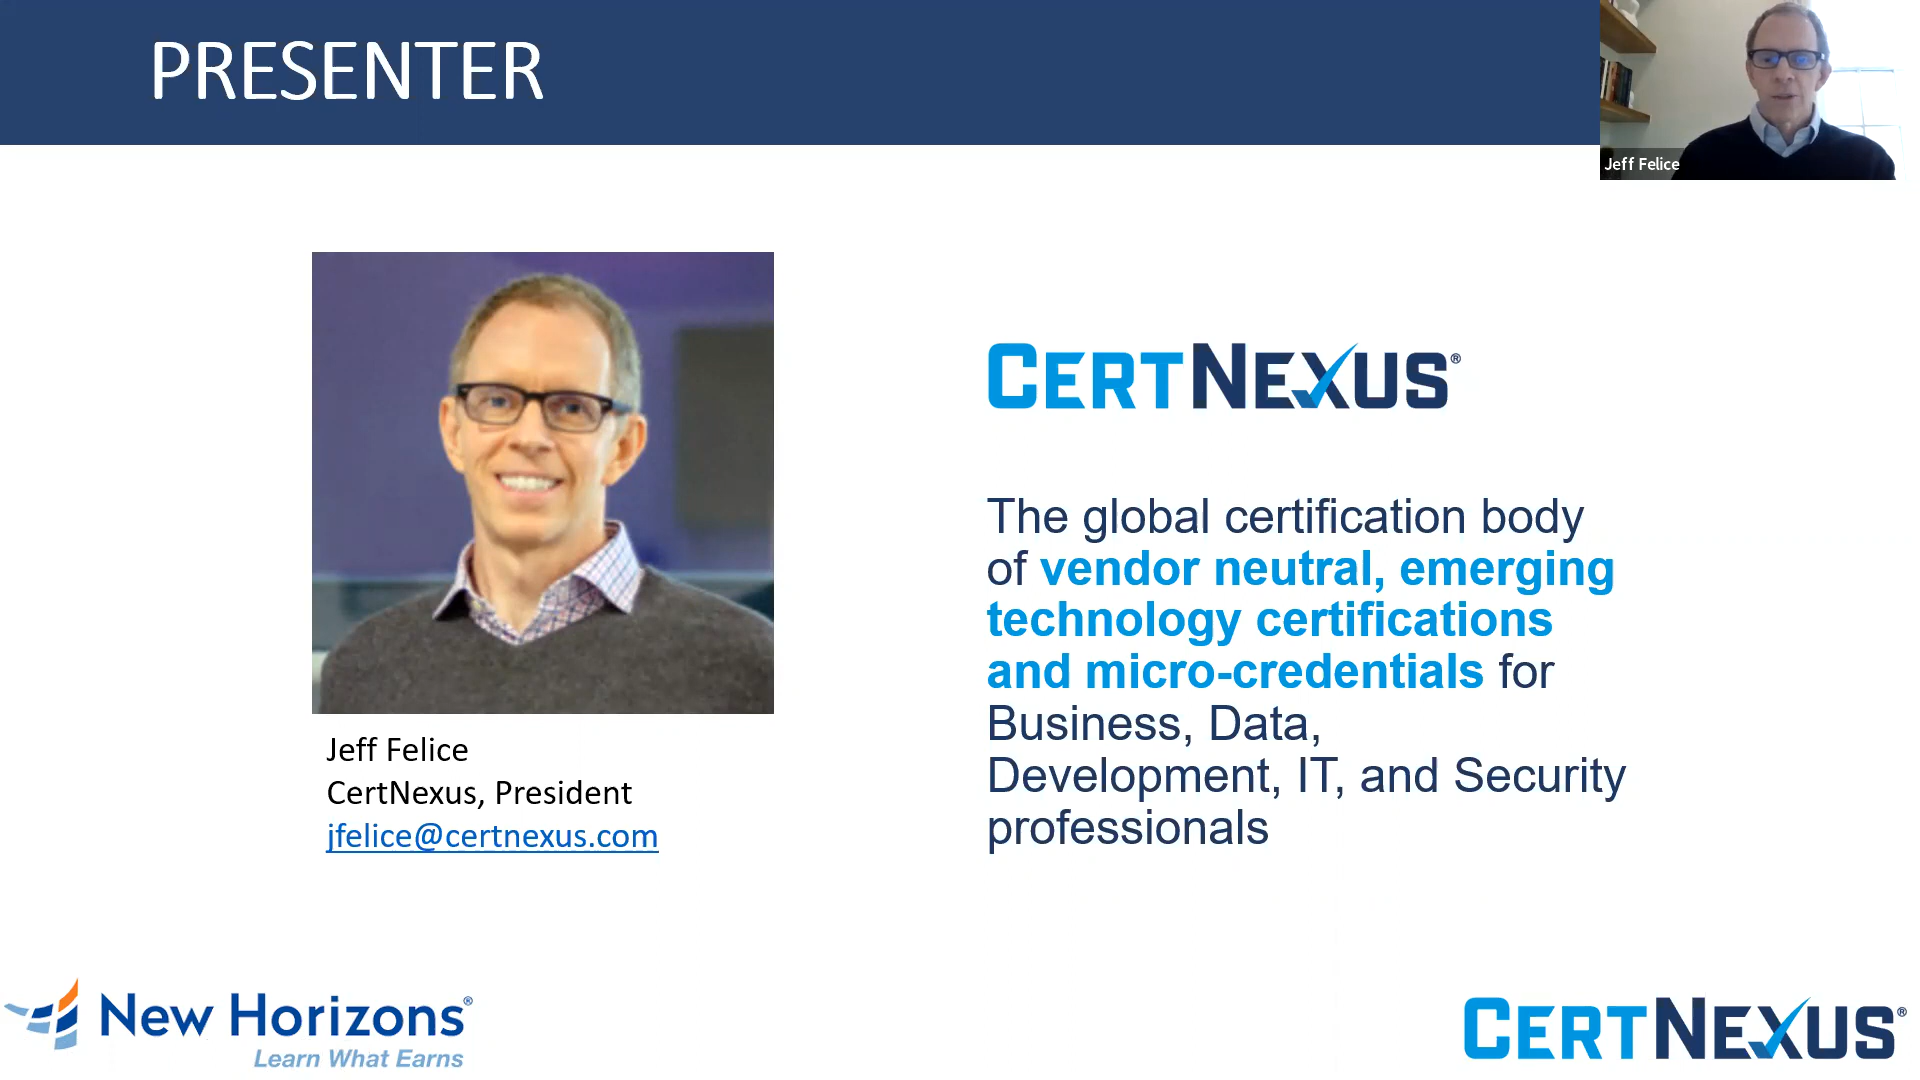 PRESENTER
Jeff Felice
CERTNEXUS®
The global certification body
of vendor neutral, emerging
technology certifications
and micro-credentials for
Business, Data,
Development, IT, and Security
professionals
Jeff Felice
CertNexus, President
jfelice@certnexus.com
New Horizons®
Learn What Earns
CERTNEXUS®